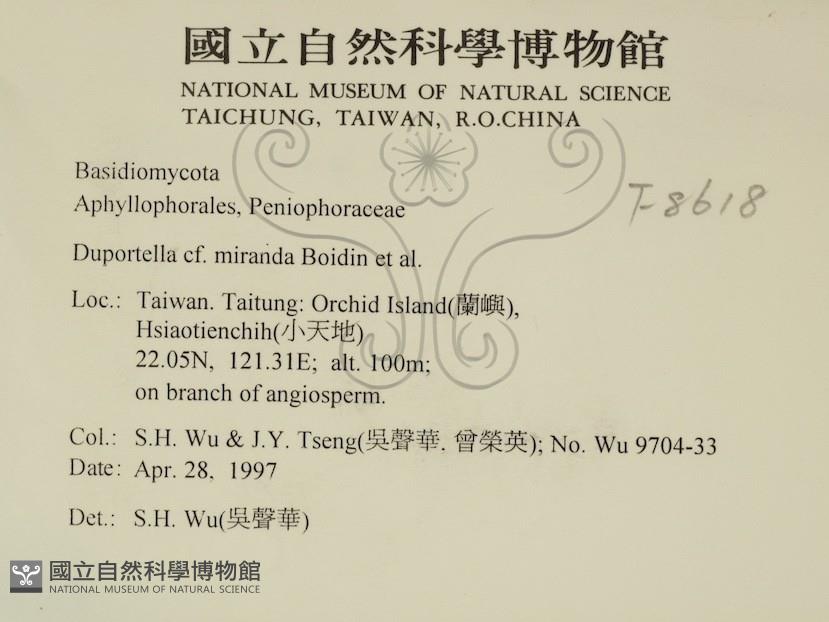 國立自然科學博物館
NATIONAL MUSEUM OF NATURAL SCIENCE
TAICHUNG, TAIWAN, R.O.CHINA
Basidiomycota
T-8618
Aphyllophorales, Peniophoraceae
Duportella cf. miranda Boidin et al.
Loc.: Taiwan. Taitung: Orchid Island(蘭嶼),
Hsiaotienchih(小天地)
22.05N, 121.31E; alt. 100m;
on branch of angiosperm.
Col.: S.H. Wu & J.Y. Tseng(吳聲華, 曾榮英); No. Wu 9704-33
Date: Apr. 28, 1997
Det.: S.H. Wu(吳聲華)
國立自然科學博物館
NATIONAL MUSEUM OF NATURAL SCIENCE